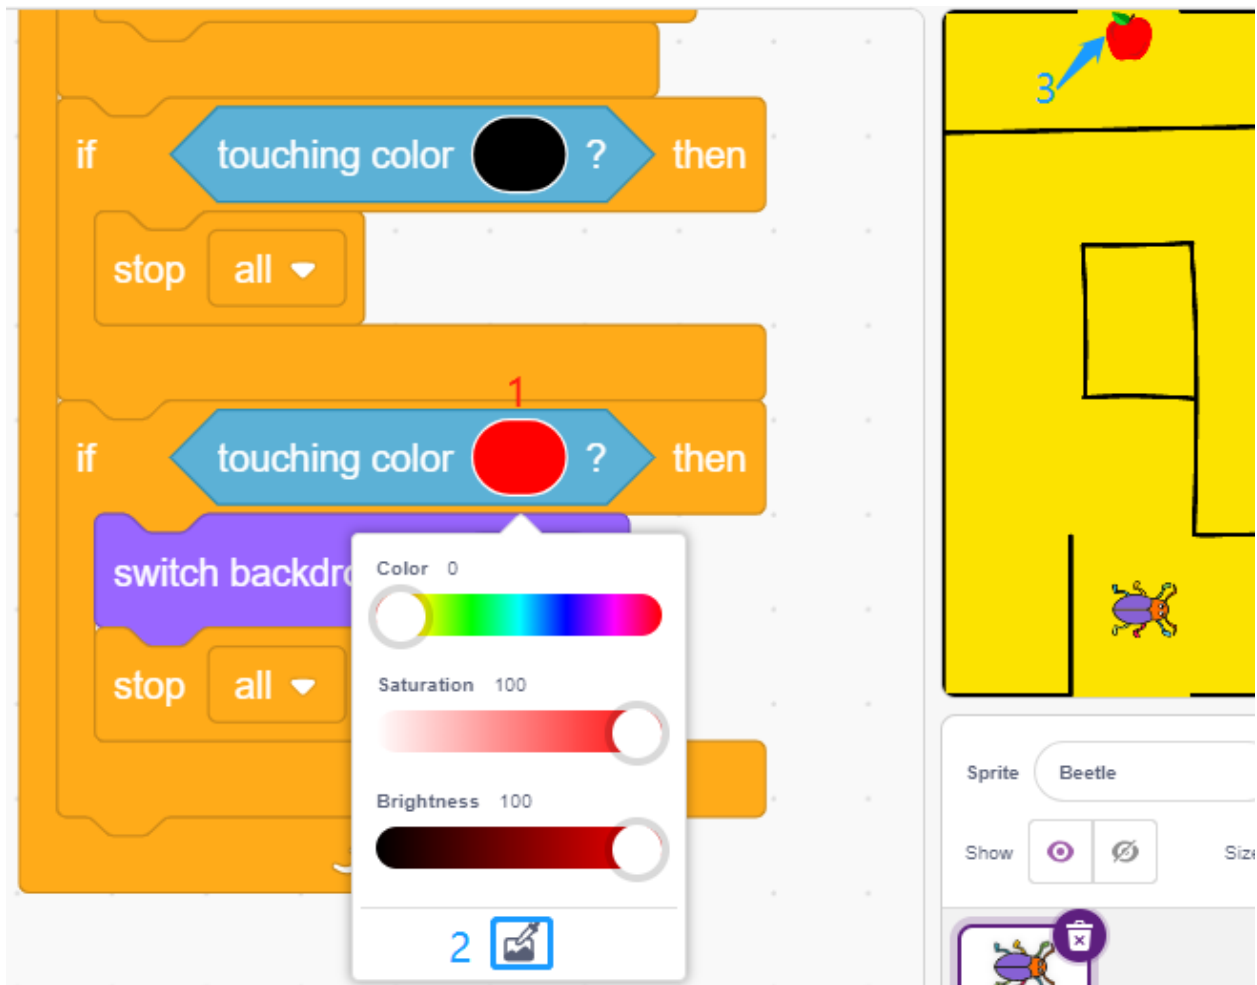 3
if touching color ? then
stop all
1
if touching color ? then
switch backdro
Color 0
Saturation 100
stop all
Brightness 100
2
Sprite Beetle
Show Size